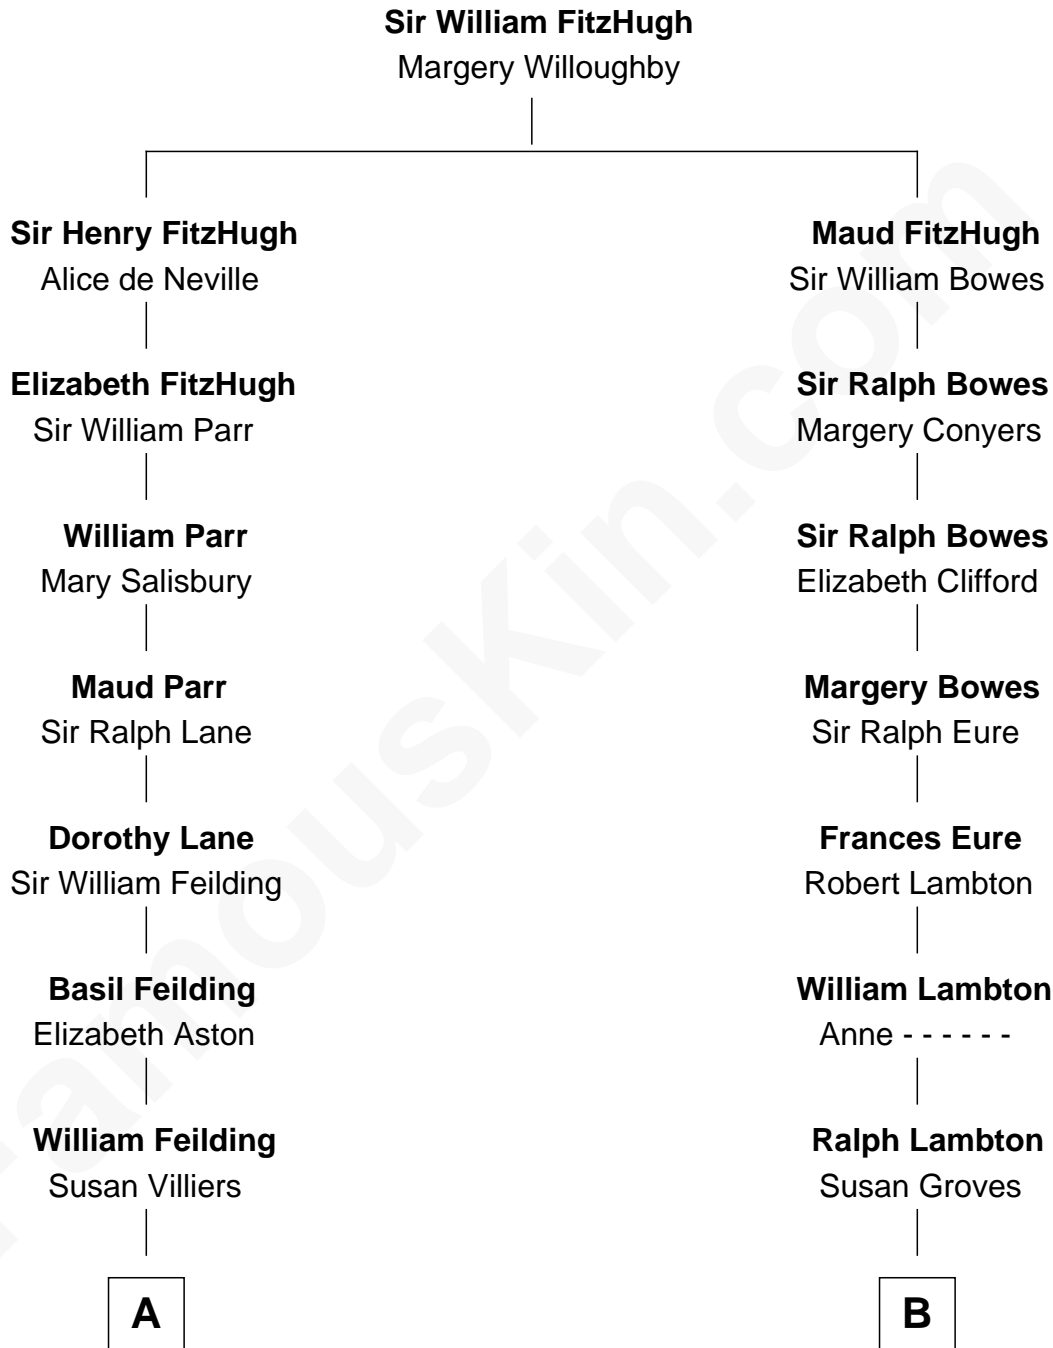 Sir William FitzHugh
Margery Willoughby
Sir Henry FitzHugh
Alice de Neville
Maud FitzHugh
Sir William Bowes
Elizabeth FitzHugh
Sir William Parr
Sir Ralph Bowes
Margery Conyers
William Parr
Mary Salisbury
Sir Ralph Bowes
Elizabeth Clifford
Maud Parr
Sir Ralph Lane
Margery Bowes
Sir Ralph Eure
Dorothy Lane
Sir William Feilding
Frances Eure
Robert Lambton
Basil Feilding
Elizabeth Aston
William Lambton
Anne - - - - - -
William Feilding
Susan Villiers
Ralph Lambton
Susan Groves
A
B
FamousKin.com